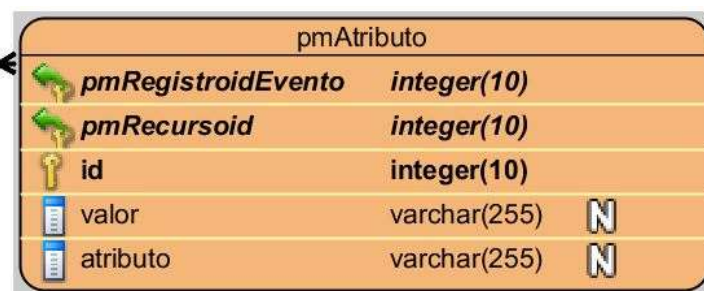 pmAtributo
pmRegistroidEvento integer(10)
pmRecursoid integer(10)
id integer(10)
valor varchar(255) N
atributo varchar(255) N